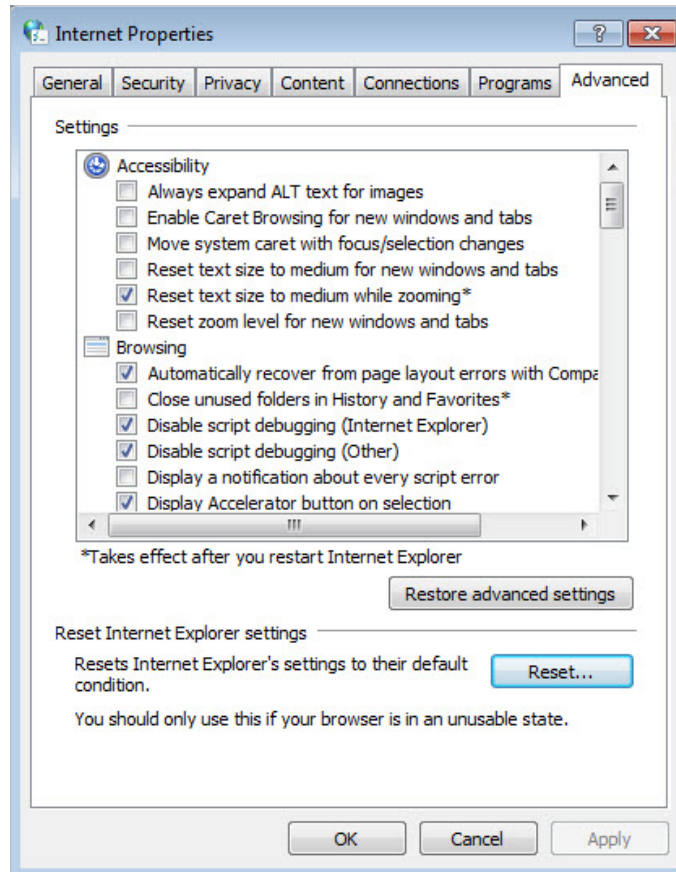 Internet Properties
General Security Privacy Content Connections Programs Advanced
Settings
Accessibility
Always expand ALT text for images
Enable Caret Browsing for new windows and tabs
Move system caret with focus/selection changes
Reset text size to medium for new windows and tabs
Reset text size to medium while zooming*
Reset zoom level for new windows and tabs
Browsing
Automatically recover from page layout errors with Compa
Close unused folders in History and Favorites*
Disable script debugging (Internet Explorer)
Disable script debugging (Other)
Display a notification about every script error
Display Accelerator button on selection
*Takes effect after you restart Internet Explorer
Restore advanced settings
Reset Internet Explorer settings
Resets Internet Explorer's settings to their default
condition.
Reset...
You should only use this if your browser is in an unusable state.
OK Cancel Apply